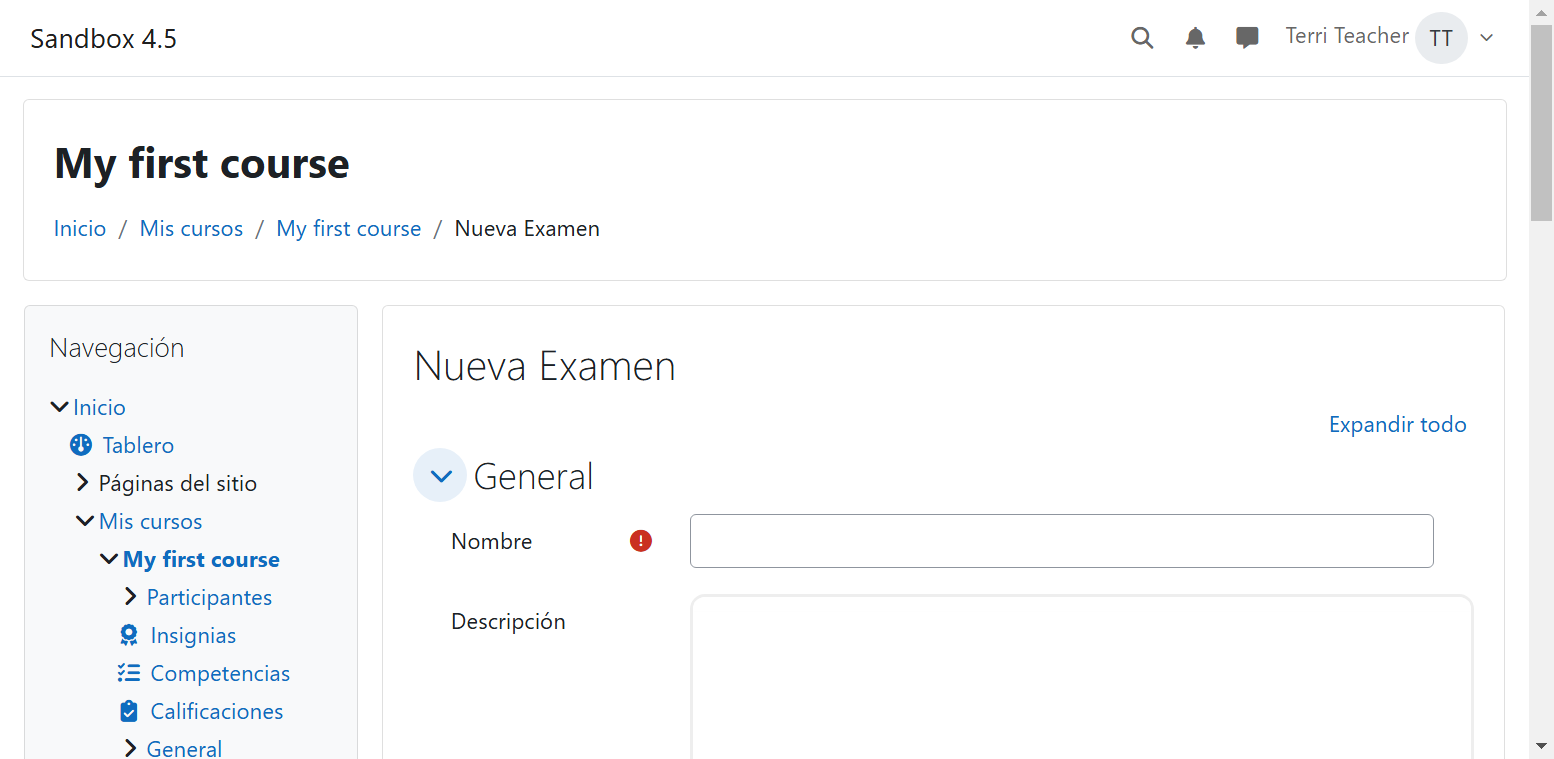 Sandbox 4.5
Terri Teacher TT
My first course
Inicio / Mis cursos / My first course / Nueva Examen
Navegación
Inicio
Tablero
Páginas del sitio
Mis cursos
My first course
Participantes
Insignias
Competencias
Calificaciones
General
Nueva Examen
Expandir todo
General
Nombre
Descripción